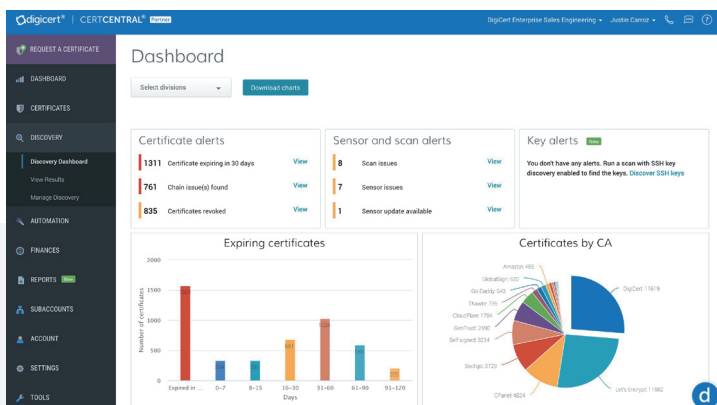 digicert® | CERTCENTRAL® Partner
DigiCert Enterprise Sales Engineering
Justin Carroz
REQUEST A CERTIFICATE
DASHBOARD
CERTIFICATES
DISCOVERY
Discovery Dashboard
View Results
Manage Discovery
AUTOMATION
FINANCES
REPORTS New
SUBACCOUNTS
ACCOUNT
SETTINGS
TOOLS
Dashboard
Select divisions
Download charts
Certificate alerts
1311 Certificate expiring in 30 days View
761 Chain issue(s) found View
835 Certificates revoked View
Sensor and scan alerts
8 Scan issues View
7 Sensor issues View
1 Sensor update available View
Key alerts New
You don't have any alerts. Run a scan with SSH key
discovery enabled to find the keys. Discover SSH keys
Expiring certificates
Number of certificates
2000
1500
1000
500
0
Expired in ...
0-7
8-15
16-30
31-60
61-90
91-120
Days
Certificates by CA
Amazon: 485
GlobalSign: 600
Go Daddy: 640
Thawte: 735
CloudFlare: 1784
GeoTrust: 2990
Self signed: 3234
Sectigo: 3729
CPanel: 4824
Let's Encrypt: 11982
DigiCert: 11619
d